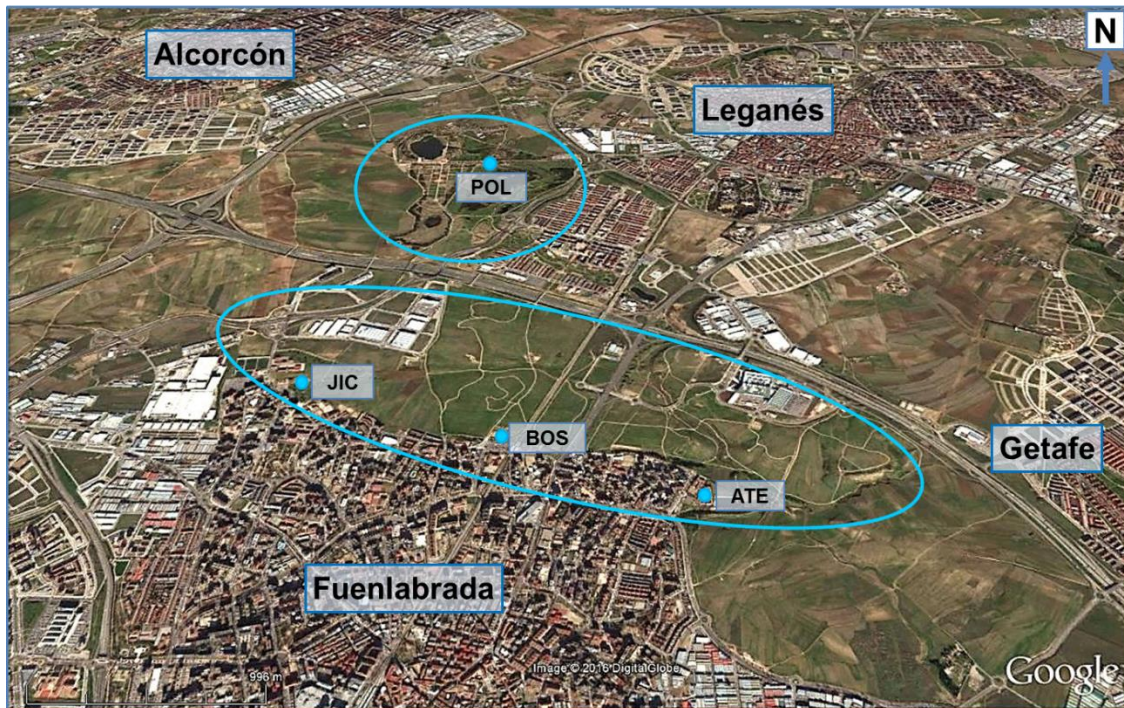 Alcorcón
N
Leganés
POL
JIC
BOS
ATE
Getafe
Fuenlabrada
Image © 2016 DigitalGlobe
996 m
Google